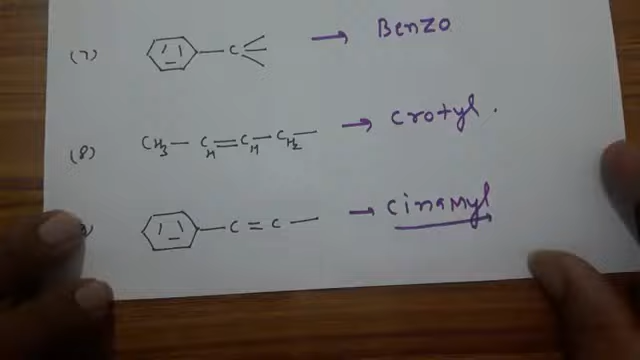 (7) C → Benzo
(8) CH3 — CH = CH — CH2 — → crotyl.
C = C — → cinamyl